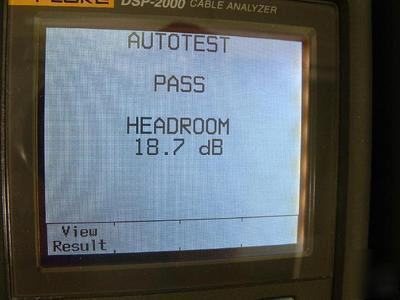 FLUKE
DSP-2000 CABLE ANALYZER
AUTOTEST
PASS
HEADROOM
18.7 dB
View
Result